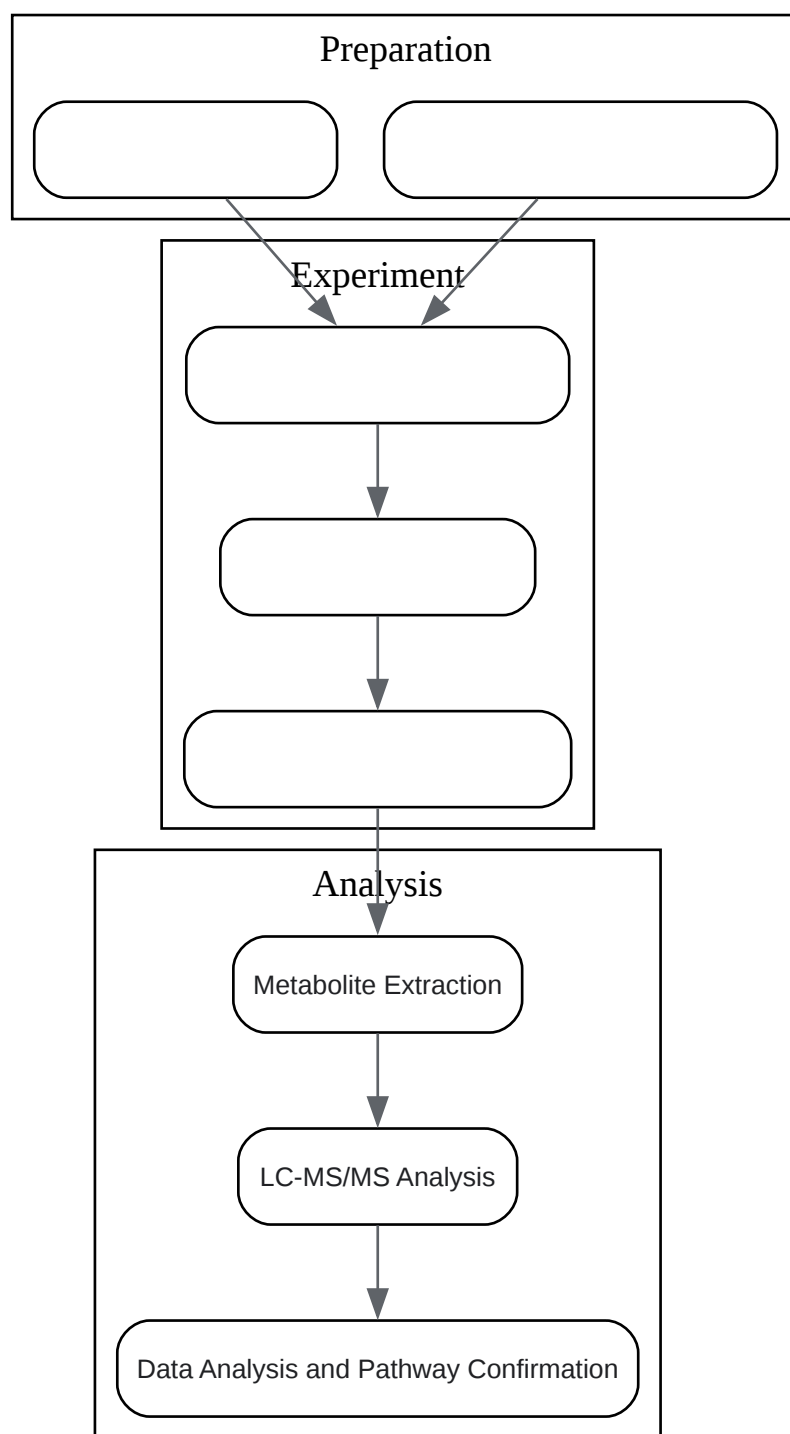 Preparation
Experiment
Analysis
Metabolite Extraction
LC-MS/MS Analysis
Data Analysis and Pathway Confirmation